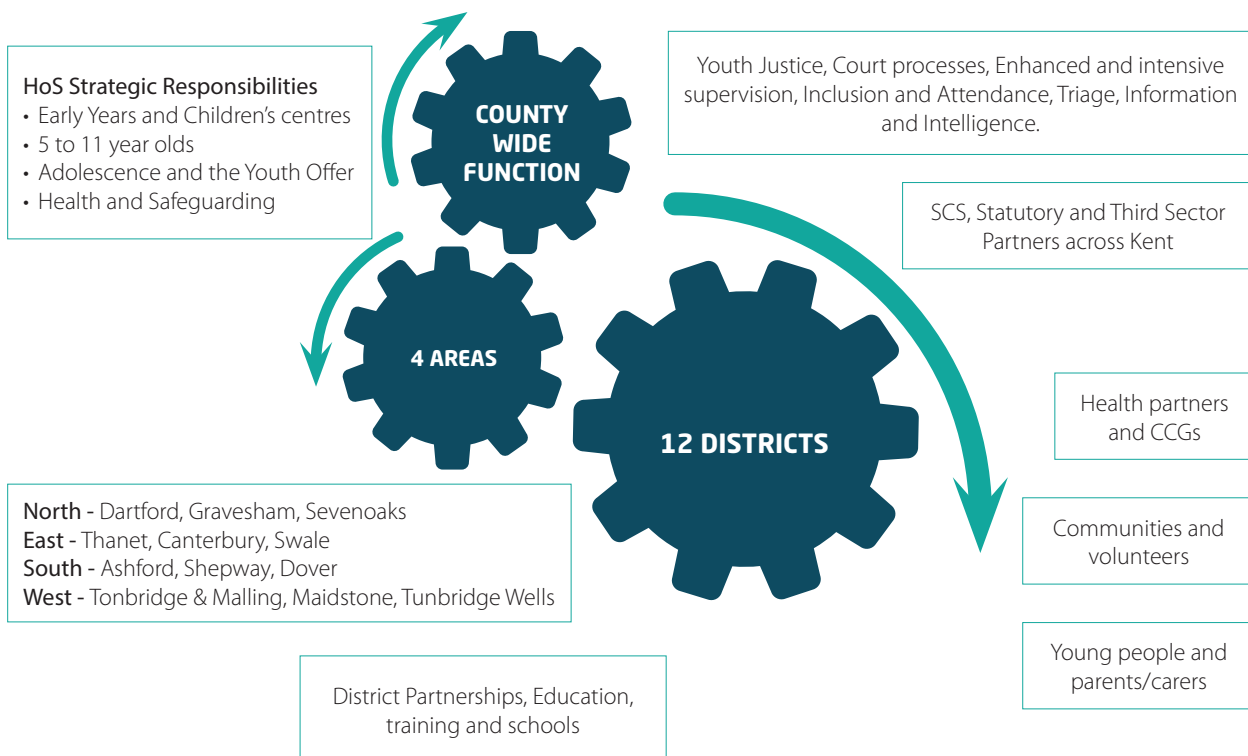 HoS Strategic Responsibilities
• Early Years and Children's centres
• 5 to 11 year olds
• Adolescence and the Youth Offer
• Health and Safeguarding
COUNTY
WIDE
FUNCTION
Youth Justice, Court processes, Enhanced and intensive
supervision, Inclusion and Attendance, Triage, Information
and Intelligence.
SCS, Statutory and Third Sector
Partners across Kent
4 AREAS
12 DISTRICTS
Health partners
and CCGs
North - Dartford, Gravesham, Sevenoaks
East - Thanet, Canterbury, Swale
South - Ashford, Shepway, Dover
West - Tonbridge & Malling, Maidstone, Tunbridge Wells
Communities and
volunteers
Young people and
parents/carers
District Partnerships, Education,
training and schools